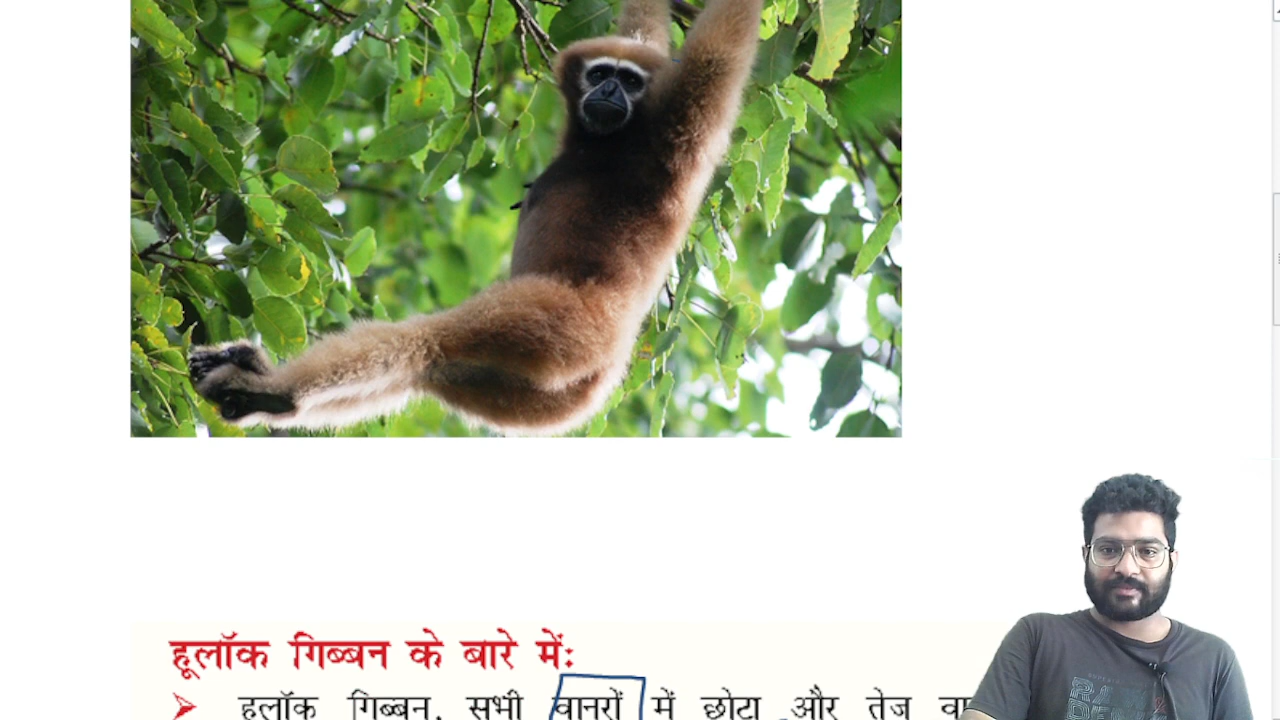 हूलॉक गिब्बन के बारे में:
हूलॉक गिब्बन, सभी वानरों में छोटा और तेज